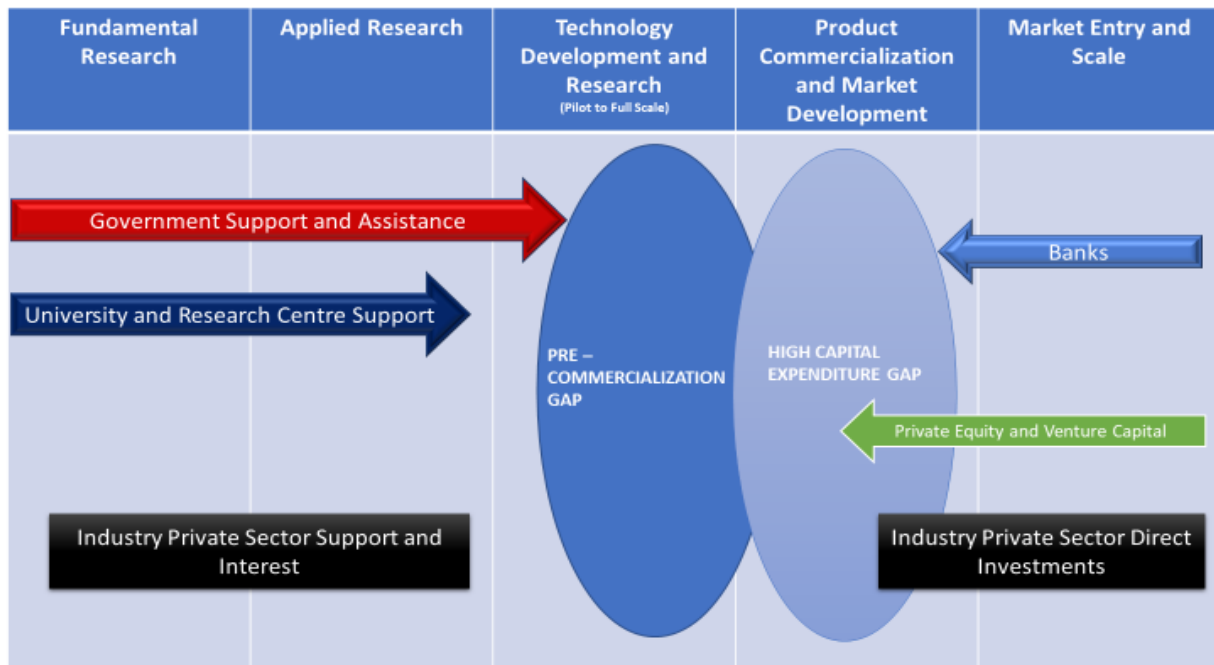 Fundamental
Research
Applied Research
Technology
Development and
Research
(Pilot to Full Scale)
Product
Commercialization
and Market
Development
Market Entry and
Scale
Government Support and Assistance
Banks
University and Research Centre Support
PRE –
COMMERCIALIZATION
GAP
HIGH CAPITAL
EXPENDITURE GAP
Private Equity and Venture Capital
Industry Private Sector Support and
Interest
Industry Private Sector Direct
Investments